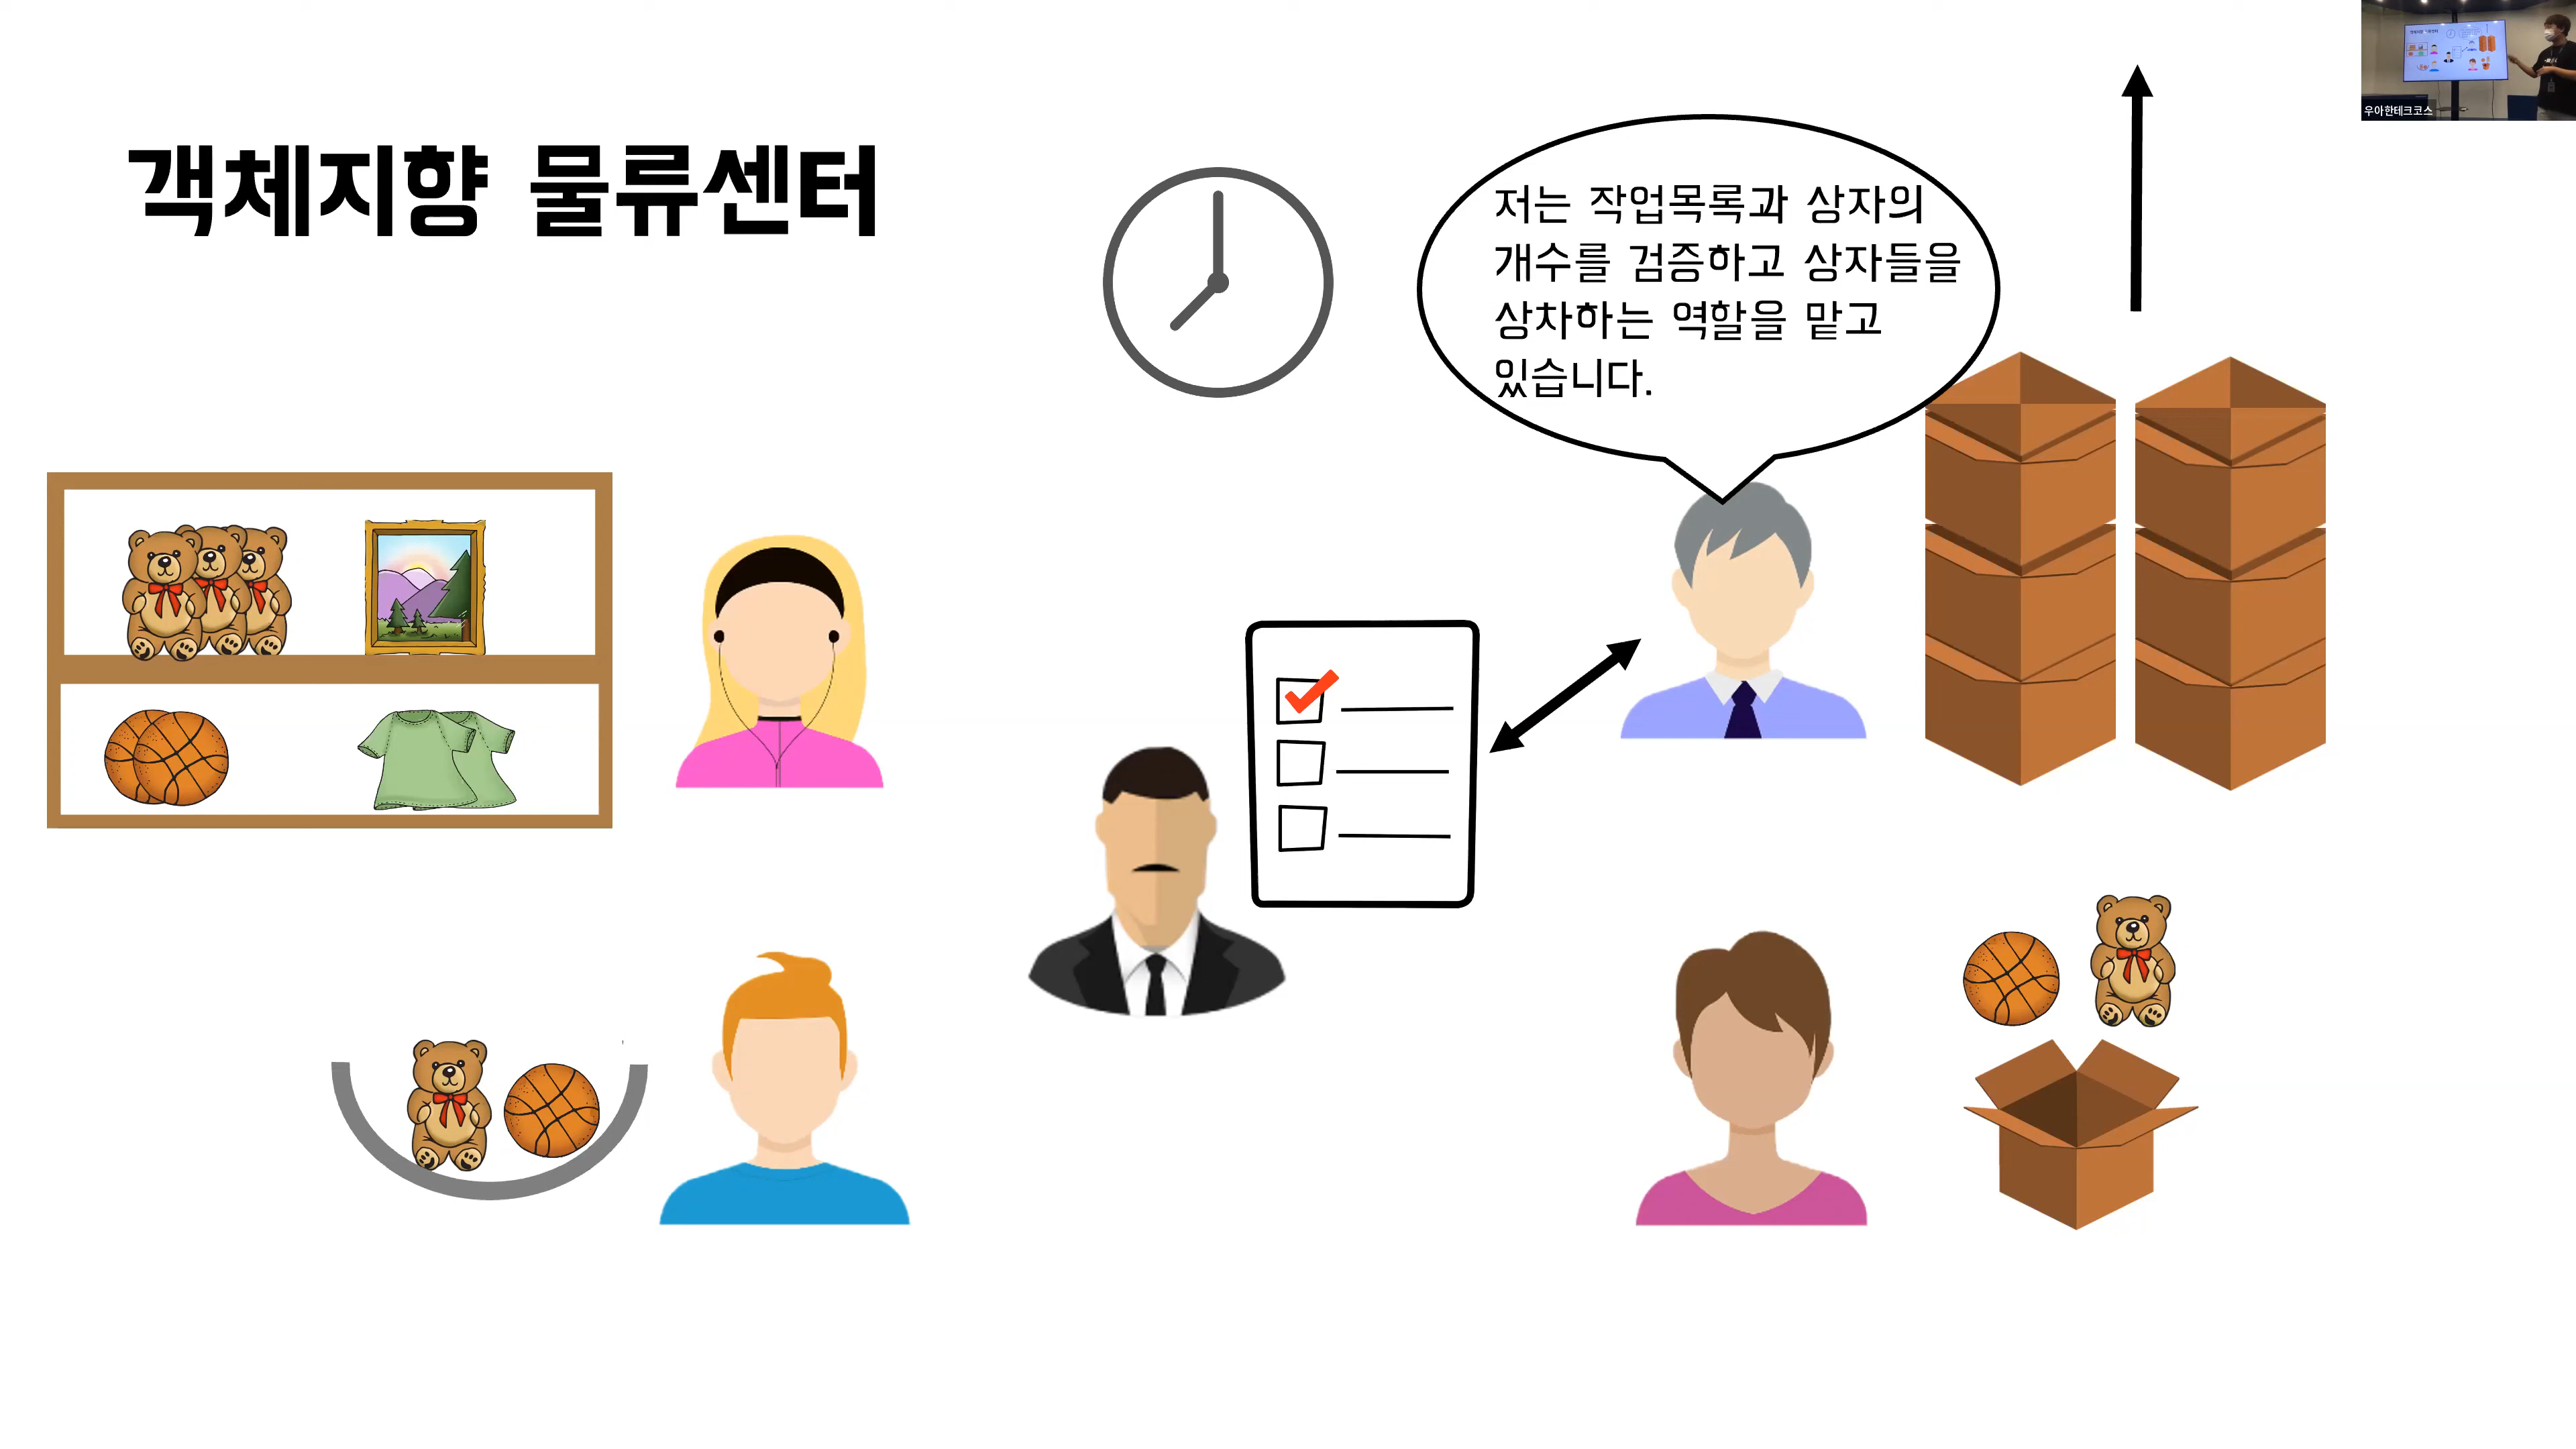 객체지향 물류센터
저는 작업목록과 상자의
개수를 검증하고 상자들을
상차하는 역할을 맡고
있습니다.
우아한테크코스